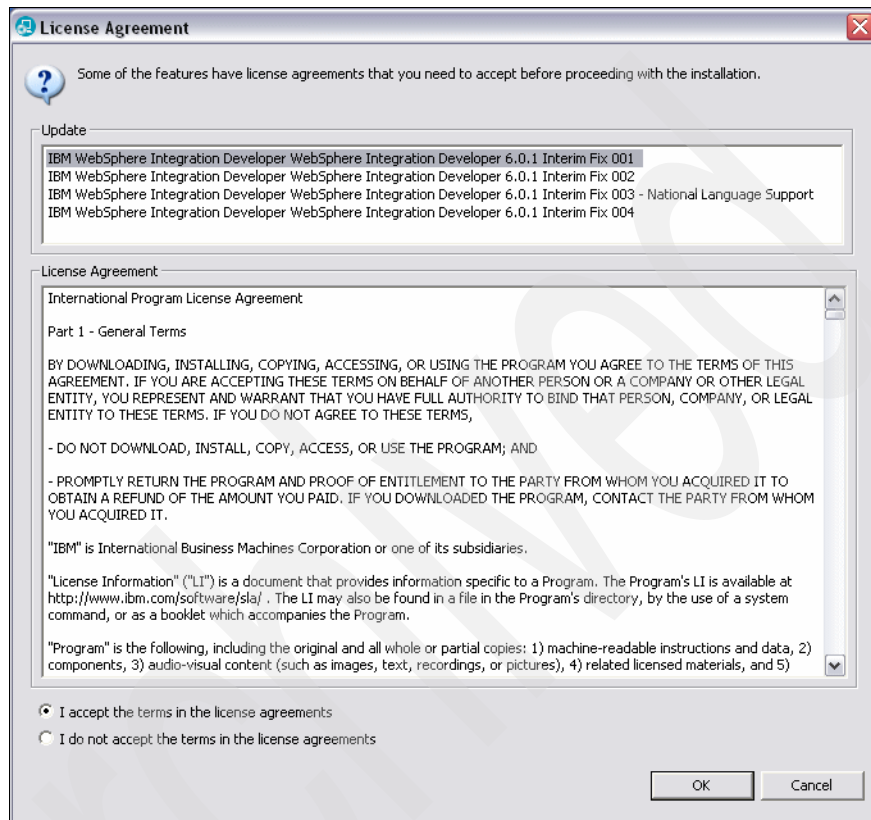 License Agreement
Some of the features have license agreements that you need to accept before proceeding with the installation.
Update
IBM WebSphere Integration Developer WebSphere Integration Developer 6.0.1 Interim Fix 001
IBM WebSphere Integration Developer WebSphere Integration Developer 6.0.1 Interim Fix 002
IBM WebSphere Integration Developer WebSphere Integration Developer 6.0.1 Interim Fix 003 - National Language Support
IBM WebSphere Integration Developer WebSphere Integration Developer 6.0.1 Interim Fix 004
License Agreement
International Program License Agreement
Part 1 - General Terms
BY DOWNLOADING, INSTALLING, COPYING, ACCESSING, OR USING THE PROGRAM YOU AGREE TO THE TERMS OF THIS
AGREEMENT. IF YOU ARE ACCEPTING THESE TERMS ON BEHALF OF ANOTHER PERSON OR A COMPANY OR OTHER LEGAL
ENTITY, YOU REPRESENT AND WARRANT THAT YOU HAVE FULL AUTHORITY TO BIND THAT PERSON, COMPANY, OR LEGAL
ENTITY TO THESE TERMS. IF YOU DO NOT AGREE TO THESE TERMS,
- DO NOT DOWNLOAD, INSTALL, COPY, ACCESS, OR USE THE PROGRAM; AND
- PROMPTLY RETURN THE PROGRAM AND PROOF OF ENTITLEMENT TO THE PARTY FROM WHOM YOU ACQUIRED IT TO
OBTAIN A REFUND OF THE AMOUNT YOU PAID. IF YOU DOWNLOADED THE PROGRAM, CONTACT THE PARTY FROM WHOM
YOU ACQUIRED IT.
"IBM" is International Business Machines Corporation or one of its subsidiaries.
"License Information" ("LI") is a document that provides information specific to a Program. The Program's LI is available at
http://www.ibm.com/software/sla/ . The LI may also be found in a file in the Program's directory, by the use of a system
command, or as a booklet which accompanies the Program.
"Program" is the following, including the original and all whole or partial copies: 1) machine-readable instructions and data, 2)
components, 3) audio-visual content (such as images, text, recordings, or pictures), 4) related licensed materials, and 5)
I accept the terms in the license agreements
I do not accept the terms in the license agreements
OK
Cancel